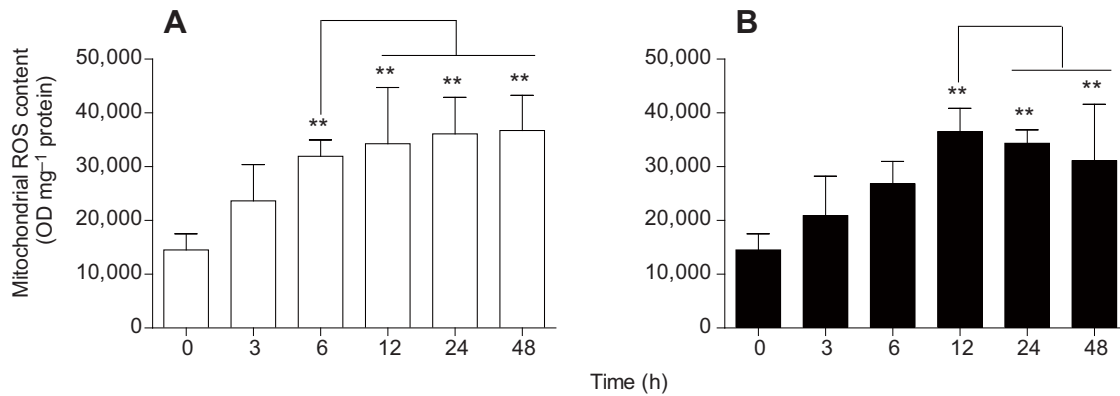 A
B
Mitochondrial ROS content
(OD mg–1 protein)
50,000
40,000
30,000
20,000
10,000
0
** ** ** **
0 3 6 12 24 48
50,000
40,000
30,000
20,000
10,000
0
** ** **
0 3 6 12 24 48
Time (h)